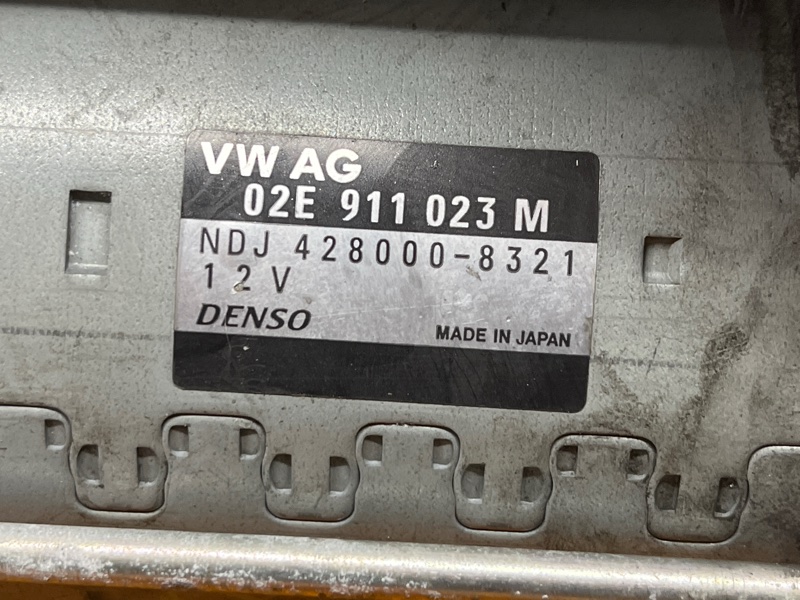 VW AG
02E 911 023 M
NDJ 428000-8321
12V
DENSO
MADE IN JAPAN